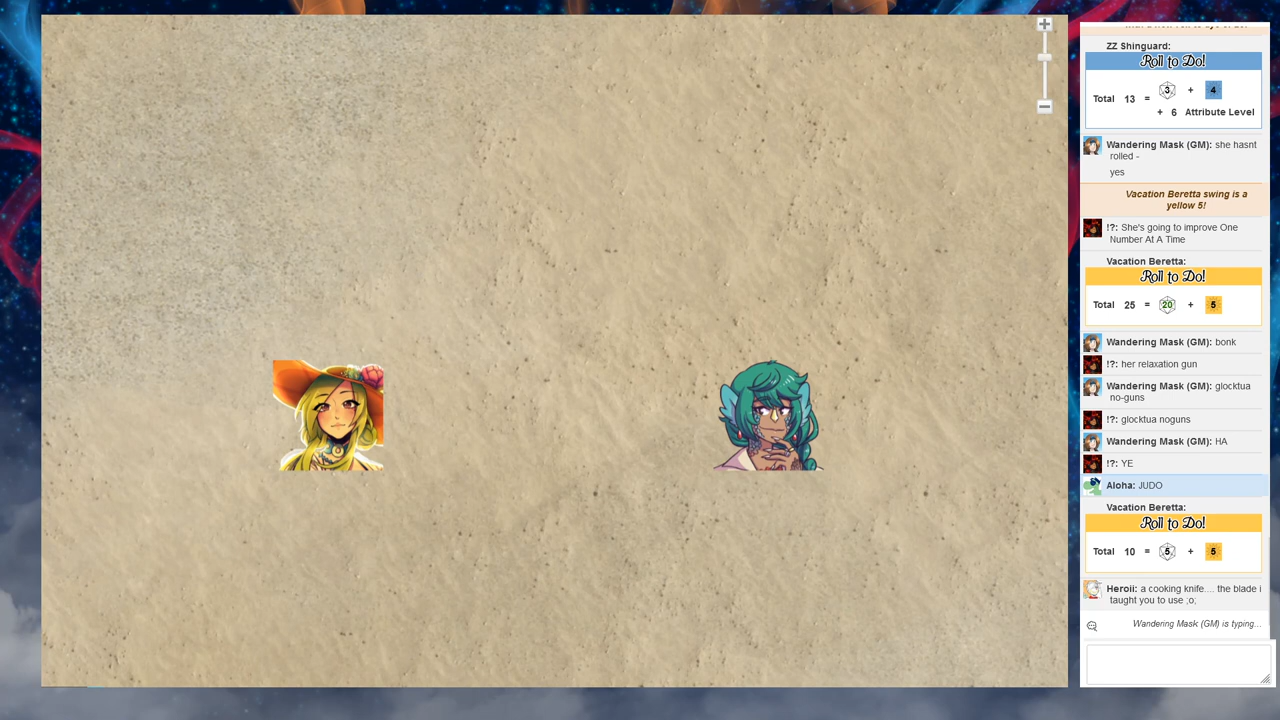 ZZ Shinguard:
Roll to Do!
Total 13 = 3 + 4
+ 6 Attribute Level
Wandering Mask (GM): she hasnt
rolled -
yes
Vacation Beretta swing is a
yellow 5!
!?: She's going to improve One
Number At A Time
Vacation Beretta:
Roll to Do!
Total 25 = 20 + 5
Wandering Mask (GM): bonk
!?: her relaxation gun
Wandering Mask (GM): glocktua
no-guns
!?: glocktua noguns
Wandering Mask (GM): HA
!?: YE
Aloha: JUDO
Vacation Beretta:
Roll to Do!
Total 10 = 5 + 5
Heroii: a cooking knife.... the blade i
taught you to use ;o;
Wandering Mask (GM) is typing...